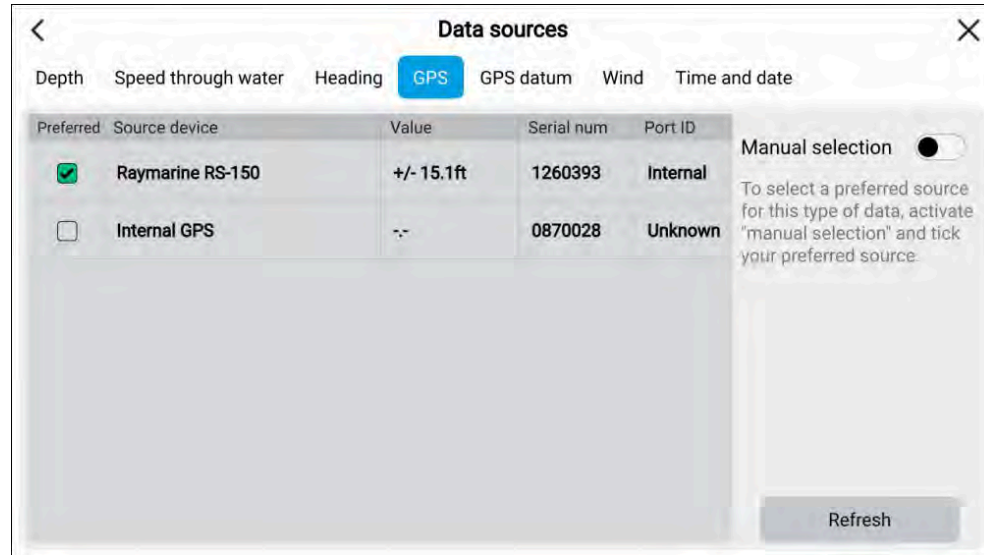 Data sources
Depth Speed through water Heading GPS GPS datum Wind Time and date
Preferred Source device Value Serial num Port ID
Raymarine RS-150 +/- 15.1ft 1260393 Internal
Internal GPS -.- 0870028 Unknown
Manual selection
To select a preferred source
for this type of data, activate
"manual selection" and tick
your preferred source
Refresh